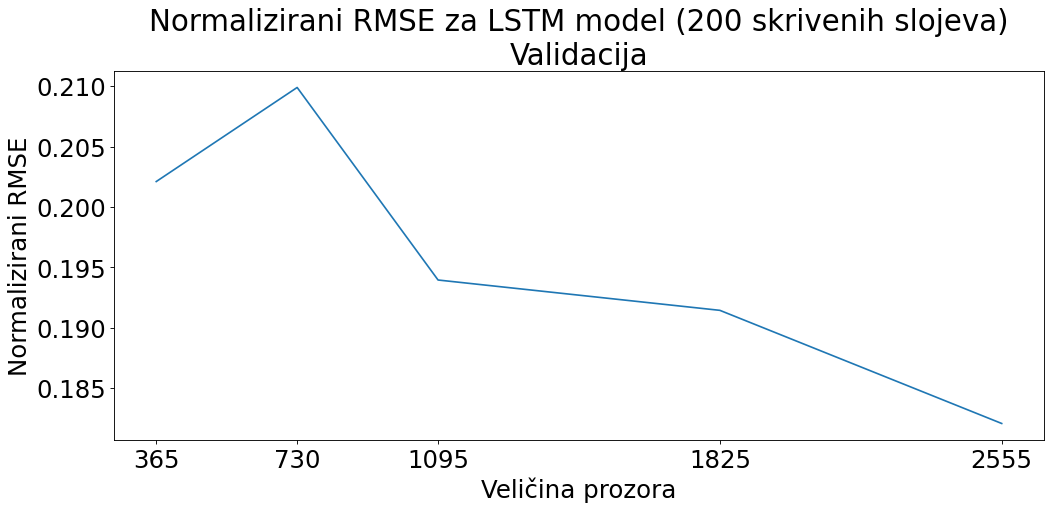 Normalizirani RMSE za LSTM model (200 skrivenih slojeva)
Validacija
Normalizirani RMSE
0.210
0.205
0.200
0.195
0.190
0.185
365 730 1095 1825 2555
Veličina prozora